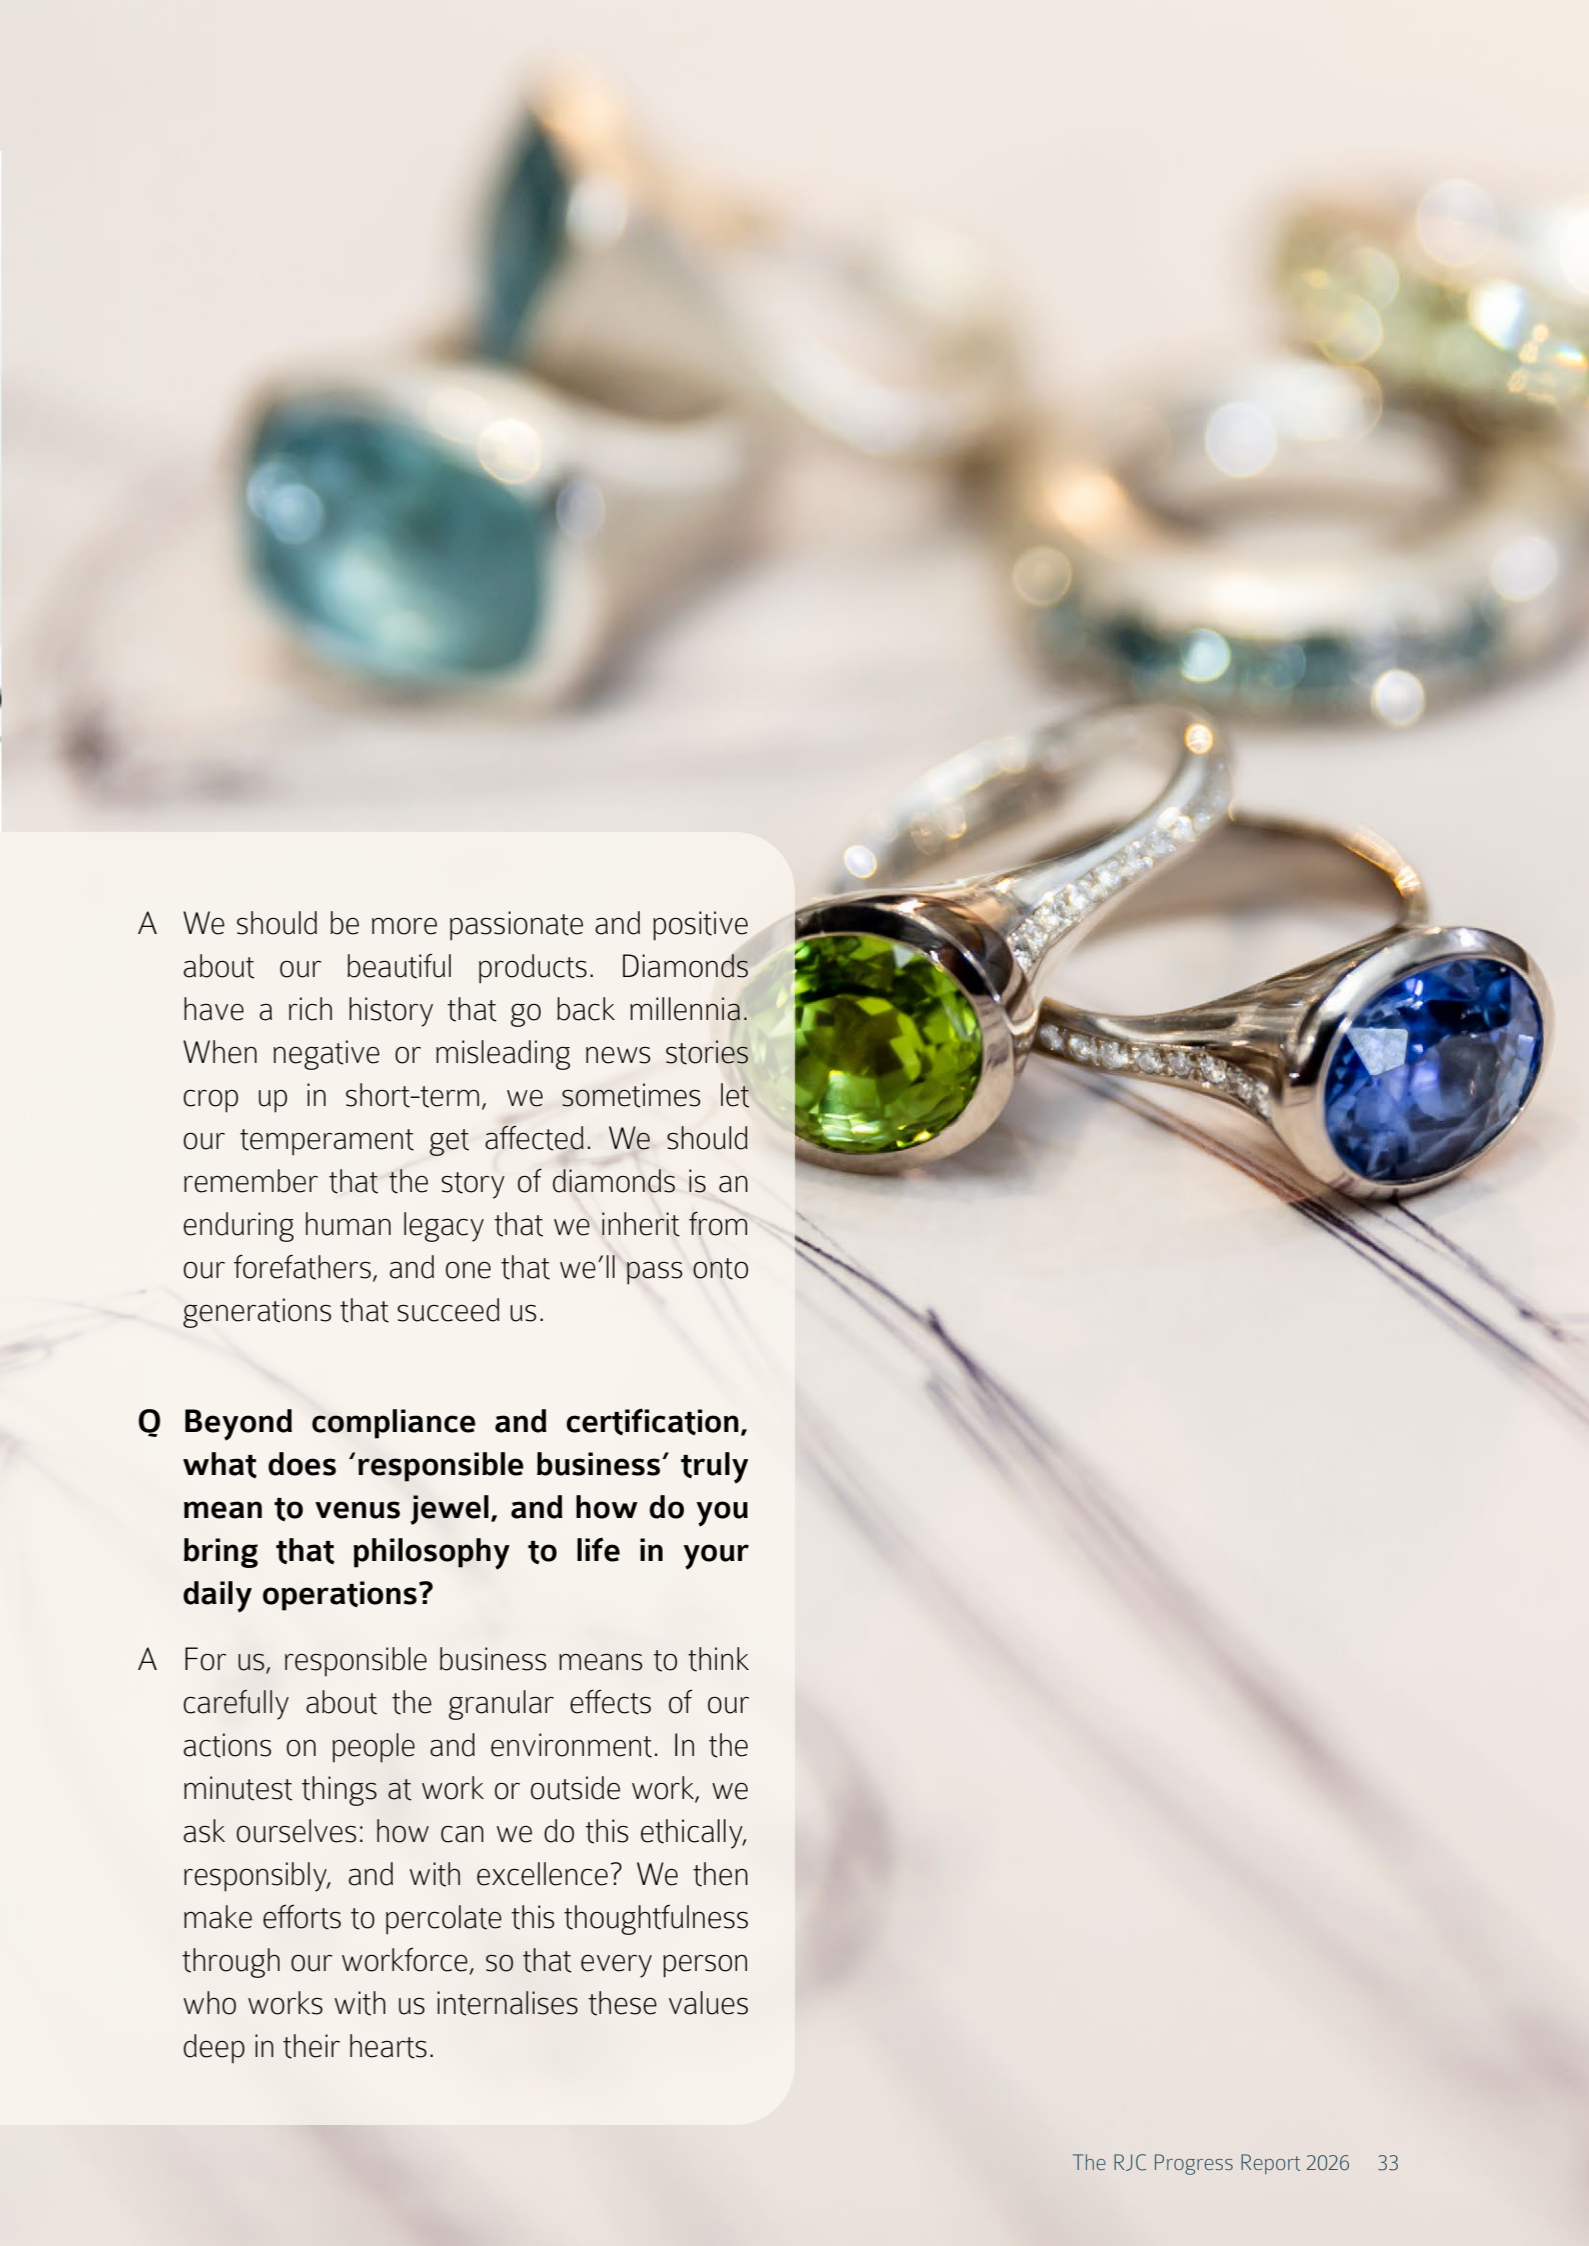 A We should be more passionate and positive
about our beautiful products. Diamonds
have a rich history that go back millennia.
When negative or misleading news stories
crop up in short-term, we sometimes let
our temperament get affected. We should
remember that the story of diamonds is an
enduring human legacy that we inherit from
our forefathers, and one that we’ll pass onto
generations that succeed us.
Q Beyond compliance and certification,
what does ‘responsible business’ truly
mean to venus jewel, and how do you
bring that philosophy to life in your
daily operations?
A For us, responsible business means to think
carefully about the granular effects of our
actions on people and environment. In the
minutest things at work or outside work, we
ask ourselves: how can we do this ethically,
responsibly, and with excellence? We then
make efforts to percolate this thoughtfulness
through our workforce, so that every person
who works with us internalises these values
deep in their hearts.
The RJC Progress Report 2026 33